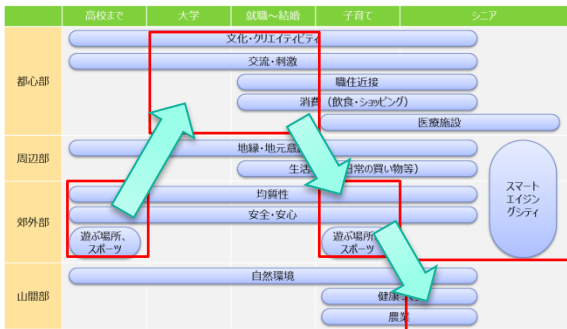 高校まで 大学 就職~結婚 子育て シニア
都心部
文化・クリエイティビティ
交流・刺激
職住近接
消費（飲食・ショッピング）
医療施設
周辺部
地縁・地元意
生活
日常の買い物等）
郊外部
均質性
安全・安心
遊ぶ場所、
スポーツ
遊ぶ場所
スポーツ
スマート
エイジン
グシティ
山間部
自然環境
健康
農業